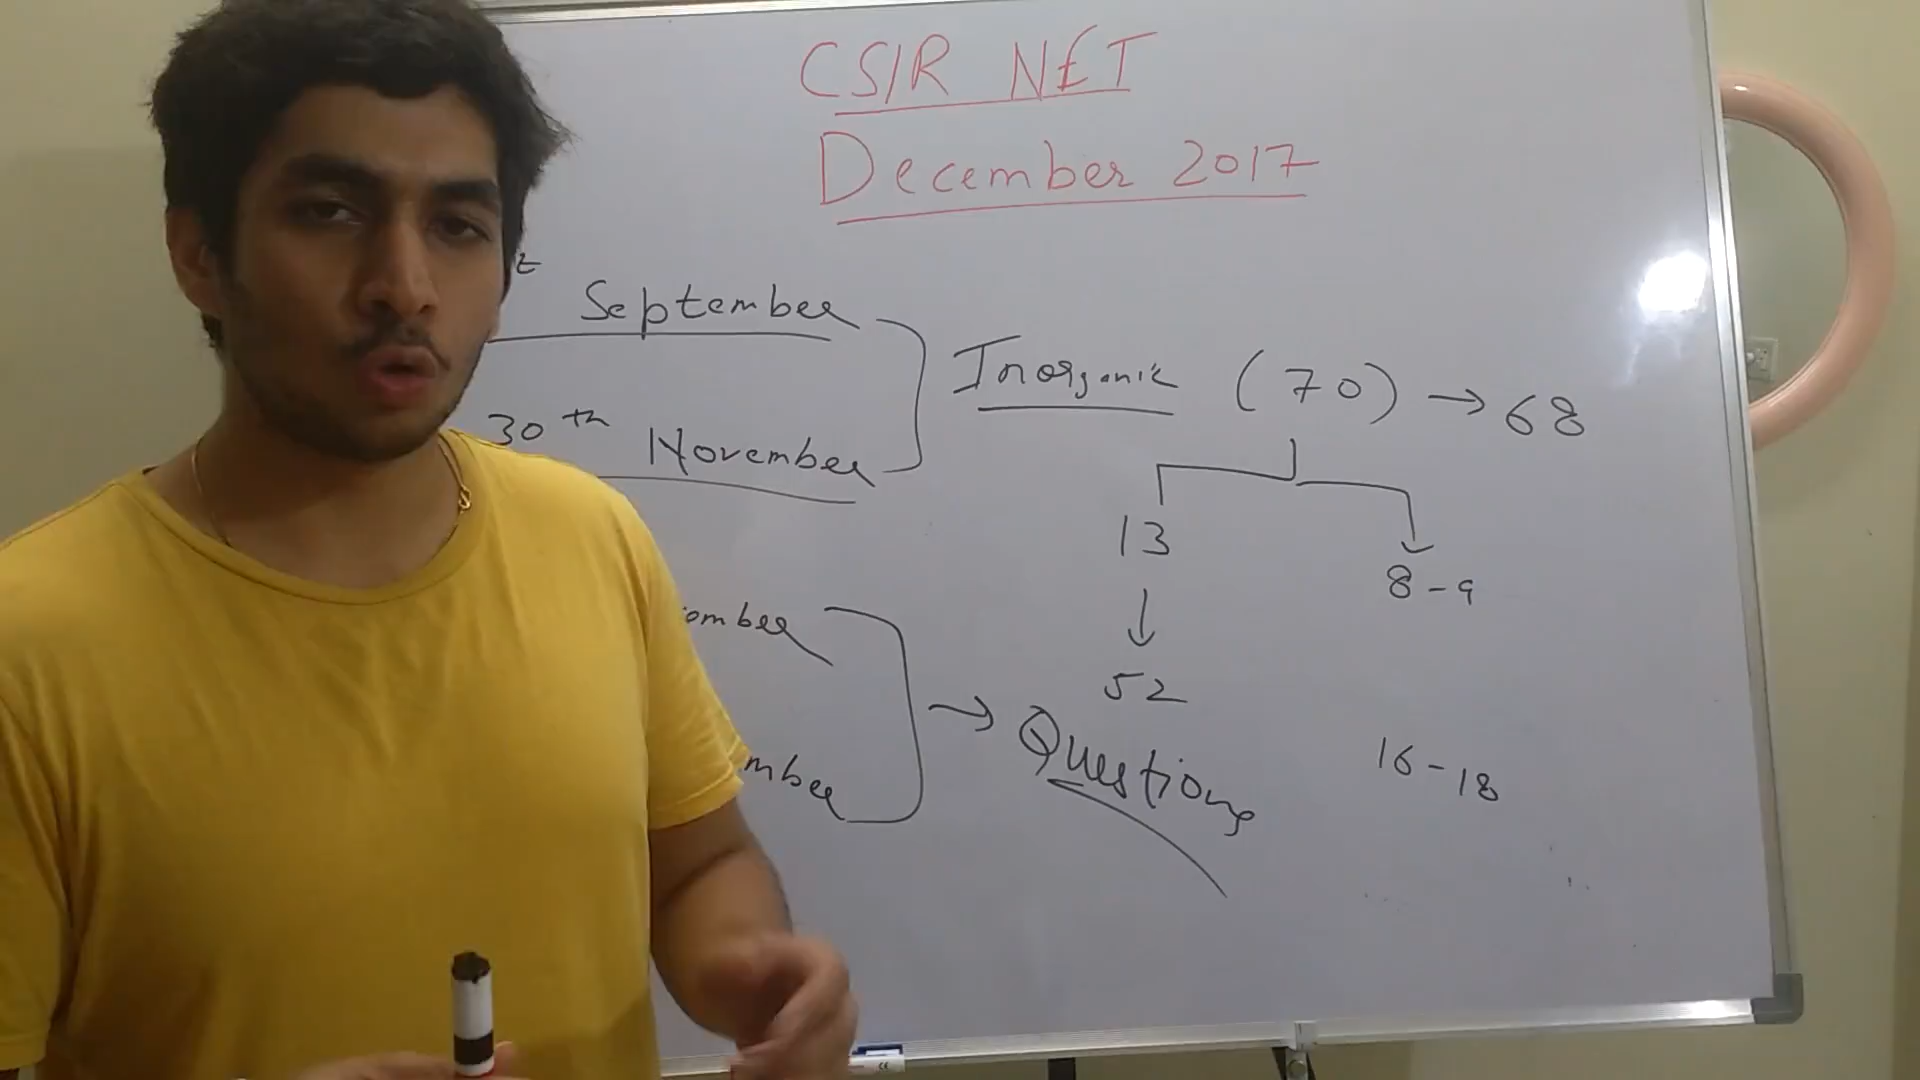 CSIR NET
December 2017
September
30th November
Inorganic (70) → 68
13
8-9
52
Questions
16-18